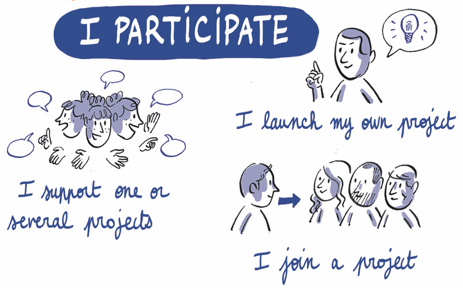 I PARTICIPATE
I launch my own project
I support one or
several projects
I join a project